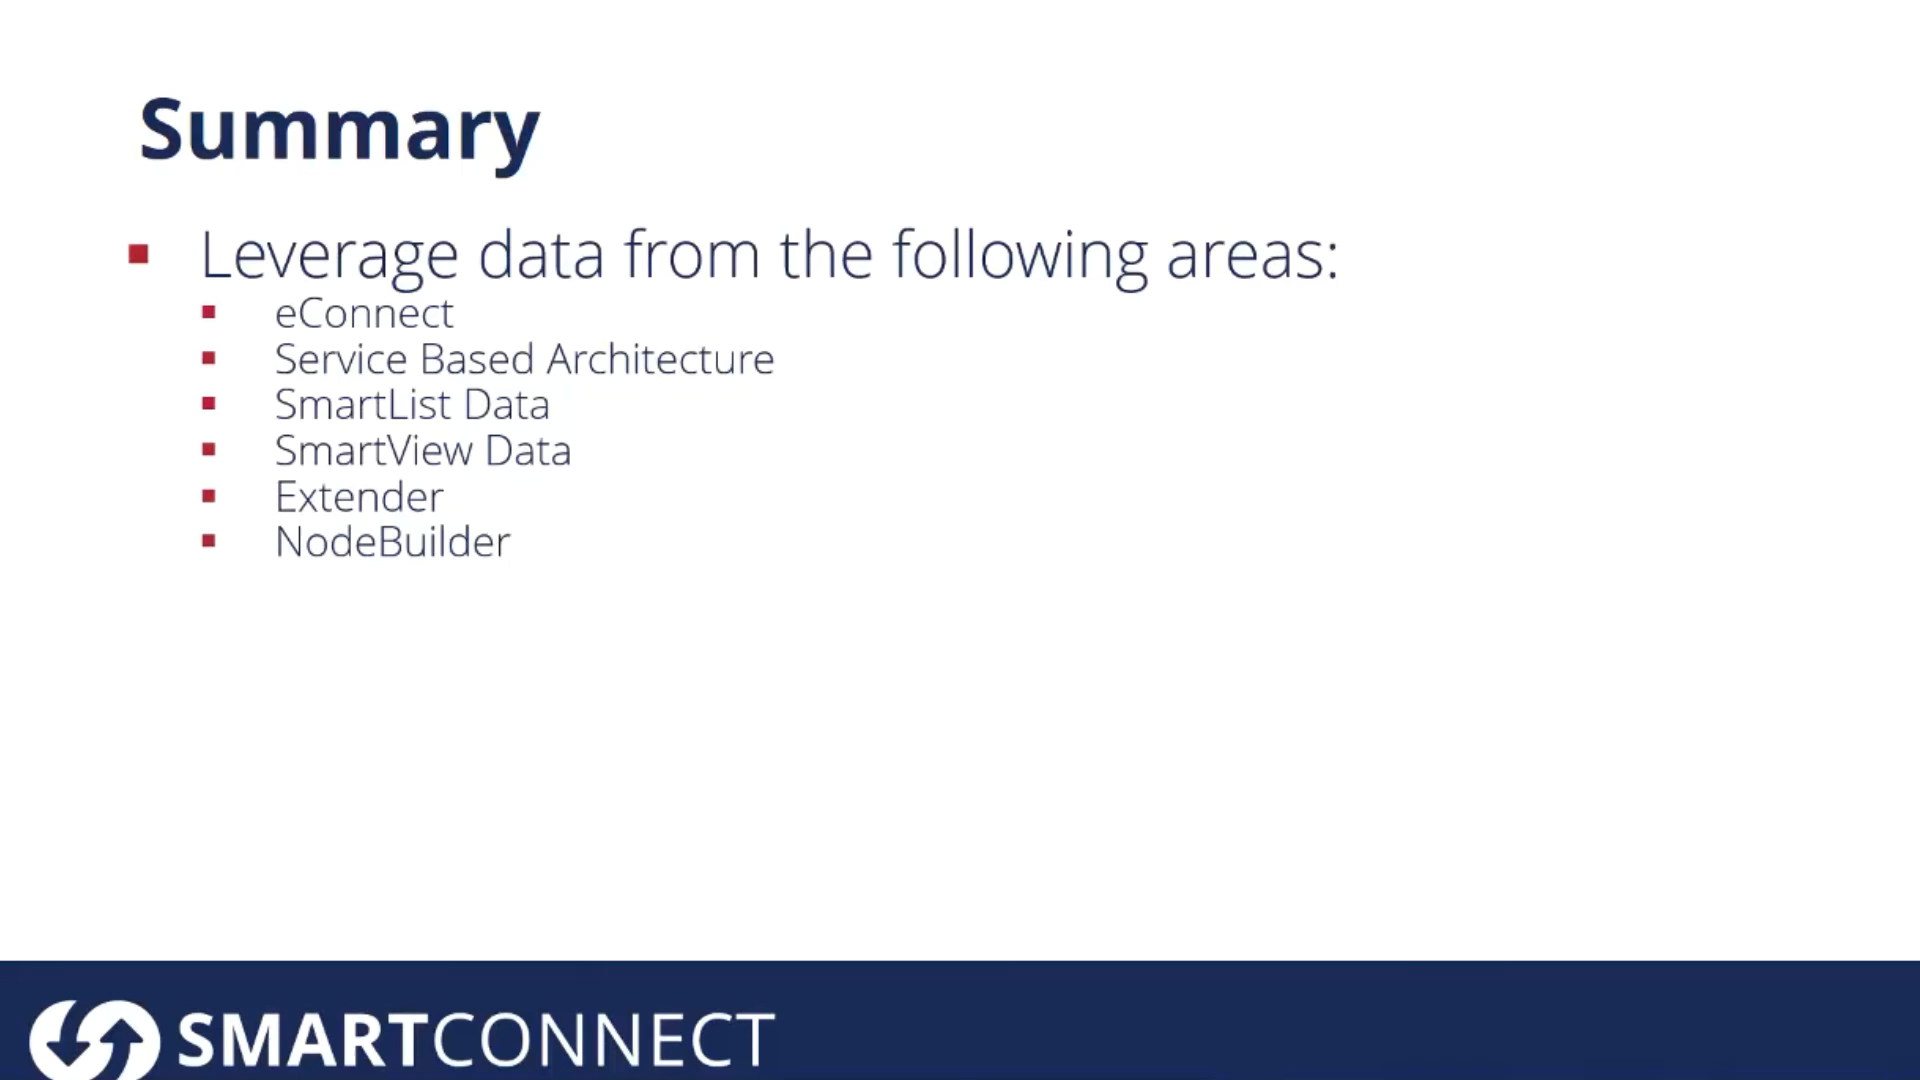 Summary
Leverage data from the following areas:
eConnect
Service Based Architecture
SmartList Data
SmartView Data
Extender
NodeBuilder
SMARTCONNECT